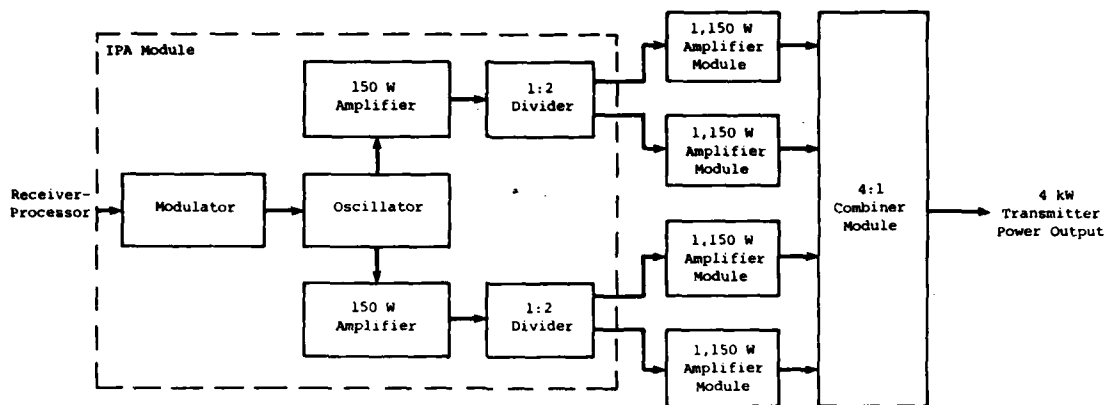 IPA Module
150 W
Amplifier
1:2
Divider
1,150 W
Amplifier
Module
1,150 W
Amplifier
Module
Receiver-
Processor
Modulator
Oscillator
4:1
Combiner
Module
4 kW
Transmitter
Power Output
150 W
Amplifier
1:2
Divider
1,150 W
Amplifier
Module
1,150 W
Amplifier
Module